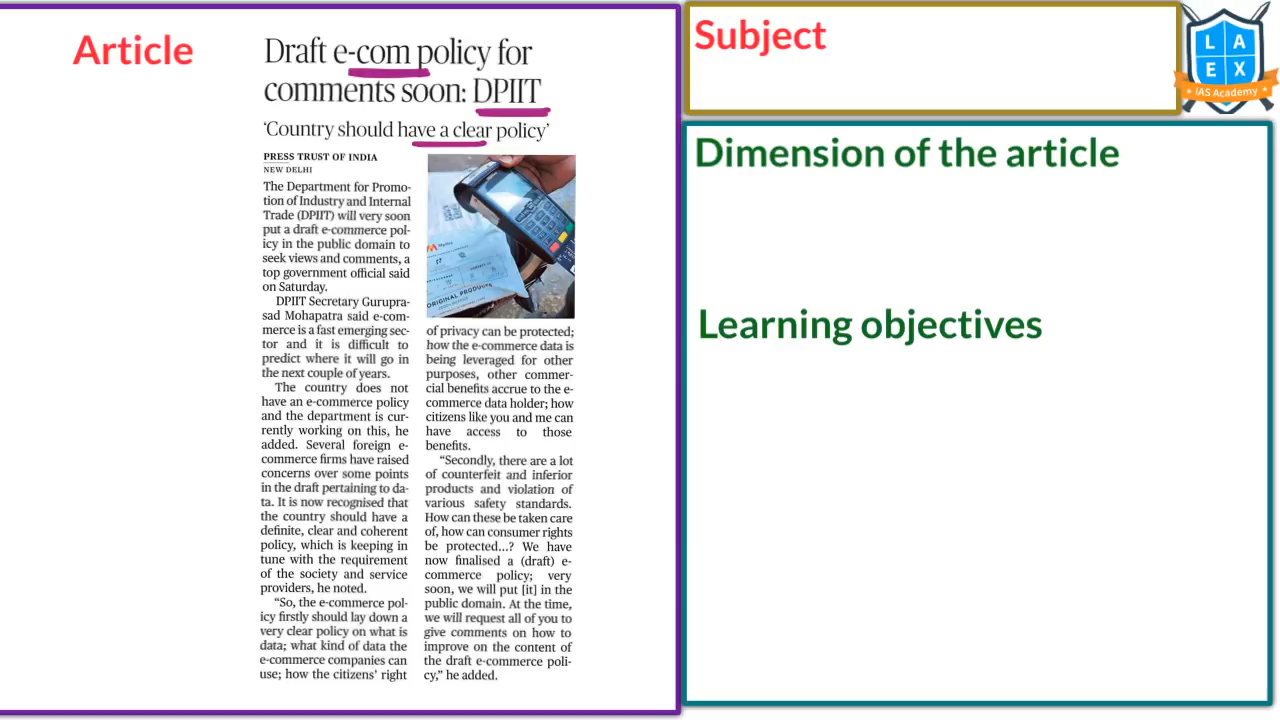 Article
Draft e-com policy for
comments soon: DPIIT
‘Country should have a clear policy’
PRESS TRUST OF INDIA
NEW DELHI
The Department for Promo-
tion of Industry and Internal
Trade (DPIIT) will very soon
put a draft e-commerce pol-
icy in the public domain to
seek views and comments, a
top government official said
on Saturday.
DPIIT Secretary Gurupra-
sad Mohapatra said e-com-
merce is a fast emerging sec-
tor and it is difficult to
predict where it will go in
the next couple of years.
The country does not
have an e-commerce policy
and the department is cur-
rently working on this, he
added. Several foreign e-
commerce firms have raised
concerns over some points
in the draft pertaining to da-
ta. It is now recognised that
the country should have a
definite, clear and coherent
policy, which is keeping in
tune with the requirement
of the society and service
providers, he noted.
“So, the e-commerce pol-
icy firstly should lay down a
very clear policy on what is
data; what kind of data the
e-commerce companies can
use; how the citizens’ right
ORIGINAL PRODUCTS
of privacy can be protected;
how the e-commerce data is
being leveraged for other
purposes, other commer-
cial benefits accrue to the e-
commerce data holder; how
citizens like you and me can
have access to those
benefits.
“Secondly, there are a lot
of counterfeit and inferior
products and violation of
various safety standards.
How can these be taken care
of, how can consumer rights
be protected...? We have
now finalised a (draft) e-
commerce policy; very
soon, we will put [it] in the
public domain. At the time,
we will request all of you to
give comments on how to
improve on the content of
the draft e-commerce poli-
cy,” he added.
Subject
L A
E X
IAS Academy
Dimension of the article
Learning objectives